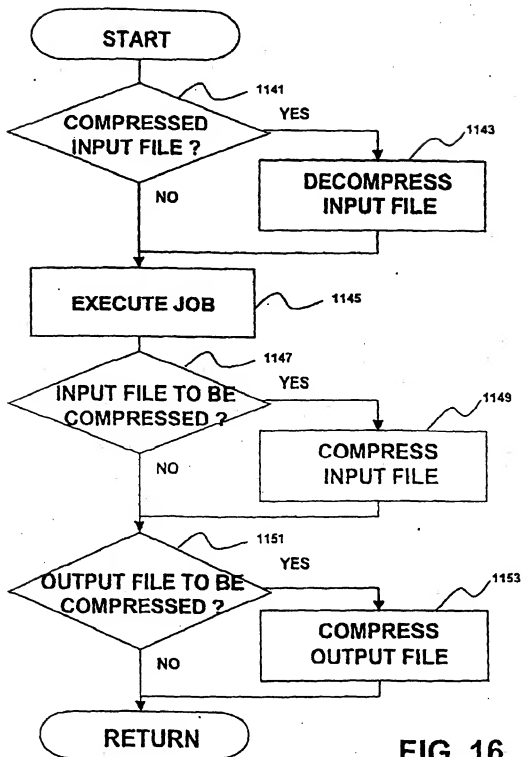 START
1141
COMPRESSED
INPUT FILE ?
YES
1143
DECOMPRESS
INPUT FILE
NO
EXECUTE JOB
1145
1147
INPUT FILE TO BE
COMPRESSED ?
YES
1149
COMPRESS
INPUT FILE
NO
1151
OUTPUT FILE TO BE
COMPRESSED ?
YES
1153
COMPRESS
OUTPUT FILE
NO
RETURN
FIG. 16